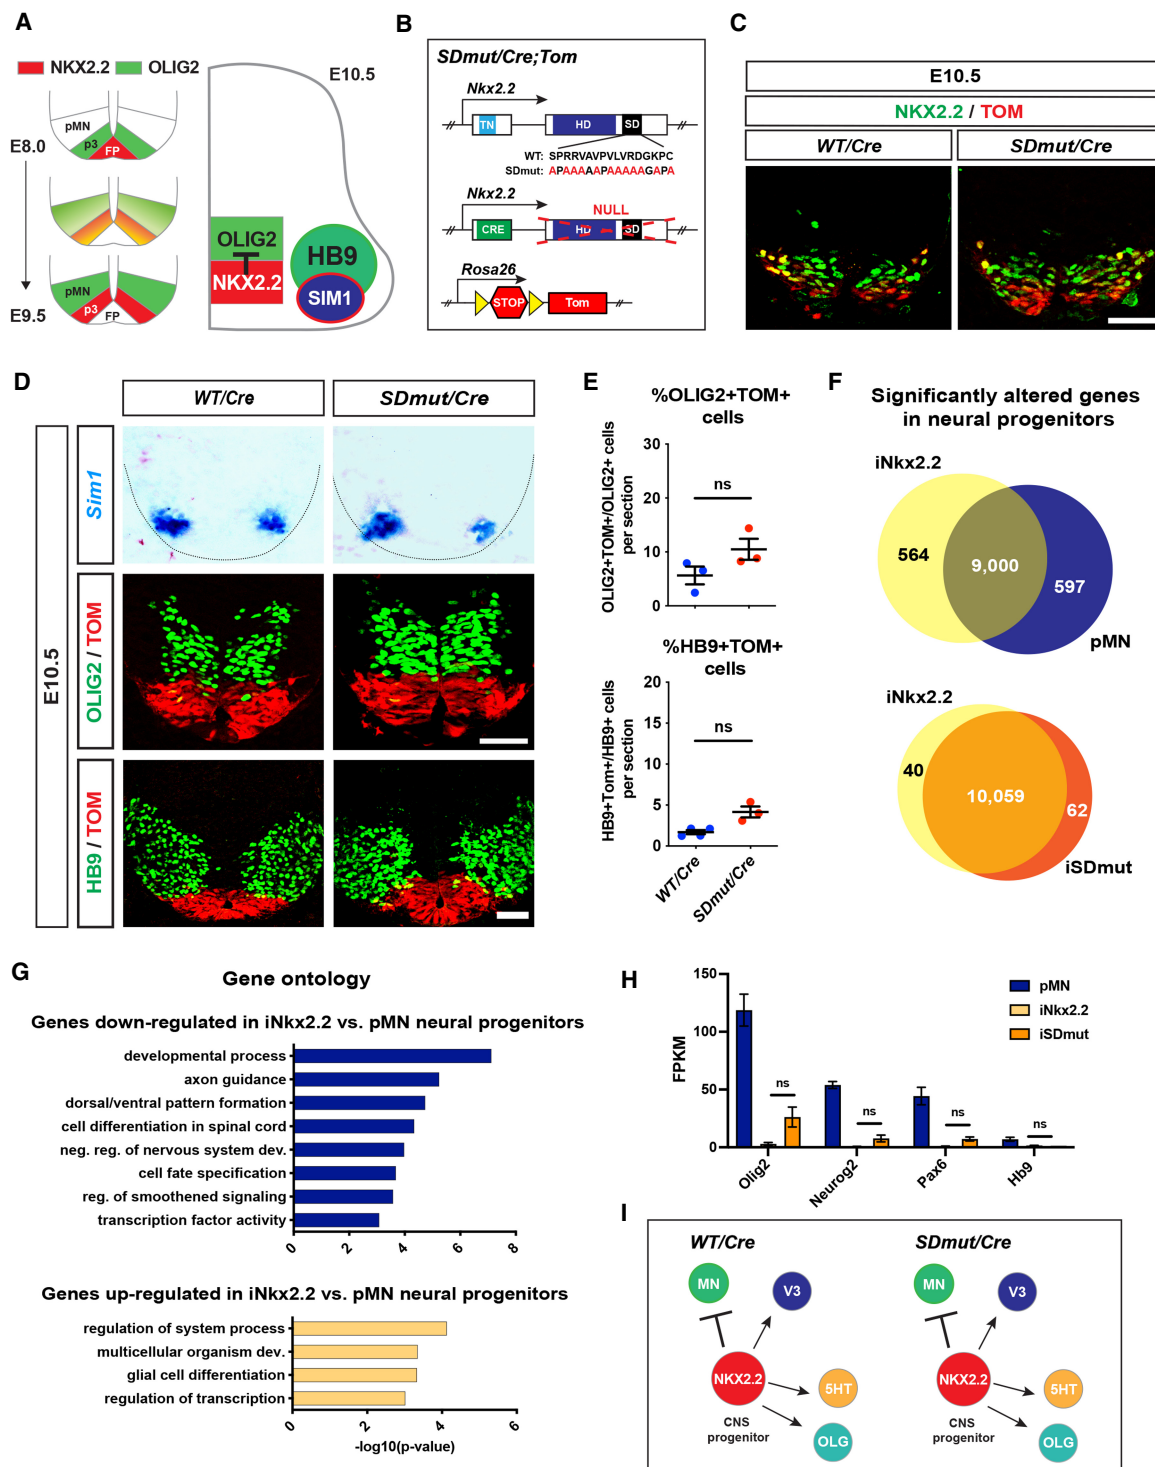 A
NKX2.2 OLIG2
E10.5
pMN
p3
FP
E8.0
pMN
p3
FP
E9.5
OLIG2
NKX2.2
HB9
SIM1
B
SDmut/Cre;Tom
Nkx2.2
TN
HD
SD
WT: SPRRVAVPVLVRDGKPC
SDmut: APAAAAAPAAAAAGAPA
Nkx2.2
NULL
CRE
HD
SD
Rosa26
STOP
Tom
C
E10.5
NKX2.2 / TOM
WT/Cre
SDmut/Cre
D
WT/Cre
SDmut/Cre
E10.5
Sim1
OLIG2 / TOM
HB9 / TOM
E
%OLIG2+TOM+
cells
OLIG2+TOM+/OLIG2+ cells
per section
30
20
10
0
ns
%HB9+TOM+
cells
HB9+Tom+/HB9+ cells
per section
20
15
10
5
0
ns
WT/Cre
SDmut/Cre
F
Significantly altered genes
in neural progenitors
iNkx2.2
564
9,000
597
pMN
iNkx2.2
40
10,059
62
iSDmut
G
Gene ontology
Genes down-regulated in iNkx2.2 vs. pMN neural progenitors
developmental process
axon guidance
dorsal/ventral pattern formation
cell differentiation in spinal cord
neg. reg. of nervous system dev.
cell fate specification
reg. of smoothened signaling
transcription factor activity
0 2 4 6 8
Genes up-regulated in iNkx2.2 vs. pMN neural progenitors
regulation of system process
multicellular organism dev.
glial cell differentiation
regulation of transcription
0 2 4 6
-log10(p-value)
H
FPKM
150
100
50
0
pMN
iNkx2.2
iSDmut
ns
ns
ns
ns
Olig2
Neurog2
Pax6
Hb9
I
WT/Cre
MN
V3
NKX2.2
5HT
OLG
CNS
progenitor
SDmut/Cre
MN
V3
NKX2.2
5HT
OLG
CNS
progenitor